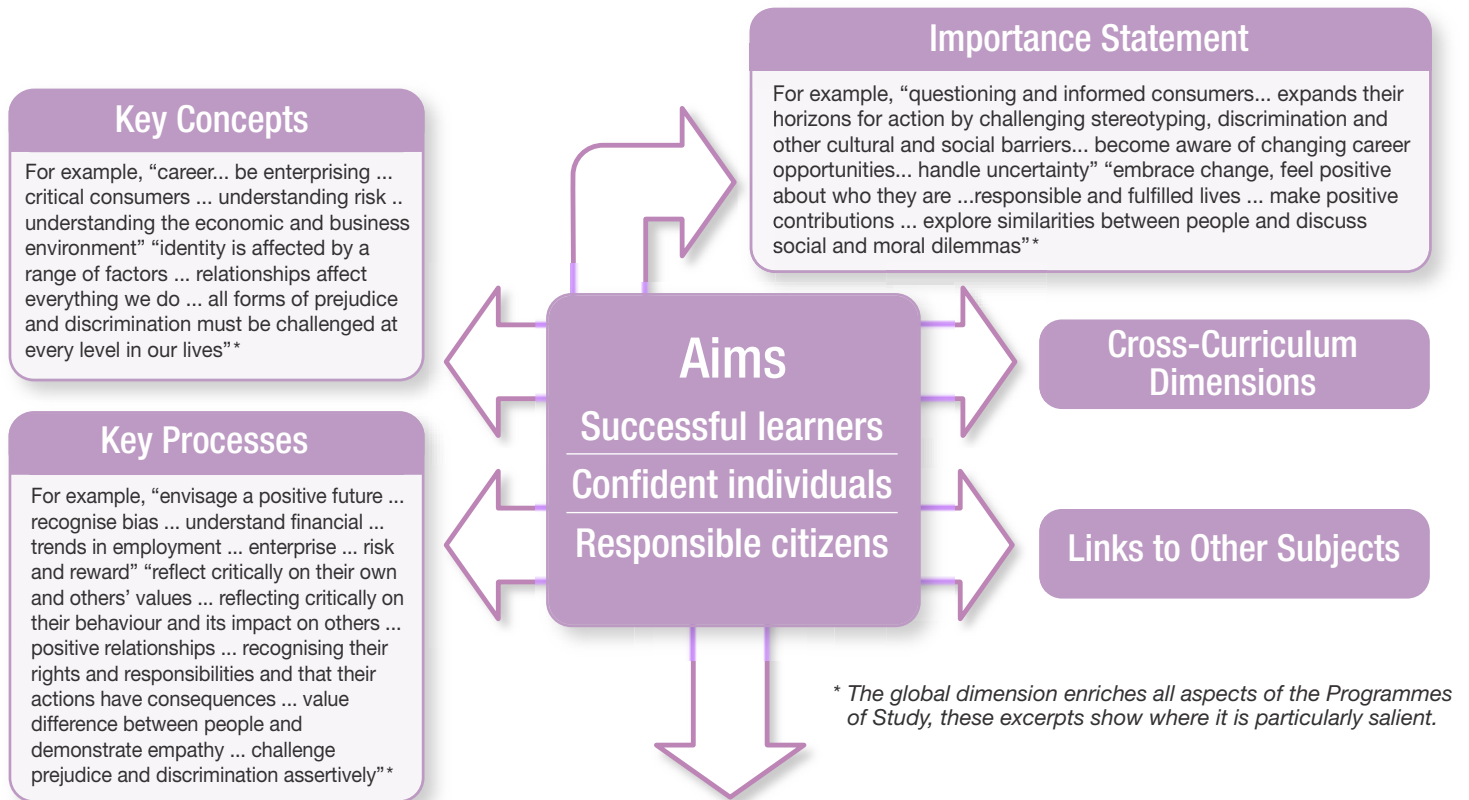 Importance Statement
For example, “questioning and informed consumers... expands their
horizons for action by challenging stereotyping, discrimination and
other cultural and social barriers... become aware of changing career
opportunities... handle uncertainty” “embrace change, feel positive
about who they are ...responsible and fulfilled lives ... make positive
contributions ... explore similarities between people and discuss
social and moral dilemmas”*
Key Concepts
For example, “career... be enterprising ...
critical consumers ... understanding risk ..
understanding the economic and business
environment” “identity is affected by a
range of factors ... relationships affect
everything we do ... all forms of prejudice
and discrimination must be challenged at
every level in our lives”*
Key Processes
For example, “envisage a positive future ...
recognise bias ... understand financial ...
trends in employment ... enterprise ... risk
and reward” “reflect critically on their own
and others’ values ... reflecting critically on
their behaviour and its impact on others ...
positive relationships ... recognising their
rights and responsibilities and that their
actions have consequences ... value
difference between people and
demonstrate empathy ... challenge
prejudice and discrimination assertively”*
Aims
Successful learners
Confident individuals
Responsible citizens
Cross-Curriculum
Dimensions
Links to Other Subjects
* The global dimension enriches all aspects of the Programmes
of Study, these excerpts show where it is particularly salient.